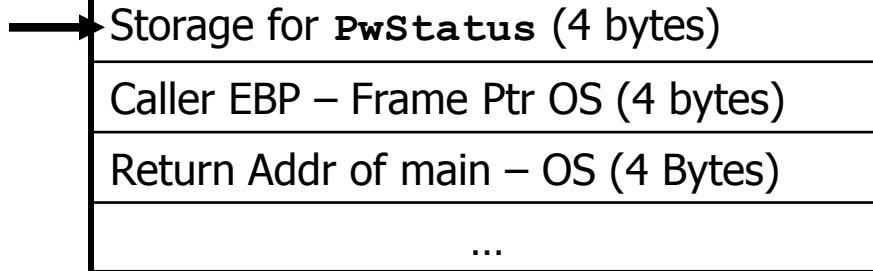 Storage for PwStatus (4 bytes)
Caller EBP – Frame Ptr OS (4 bytes)
Return Addr of main – OS (4 Bytes)
…